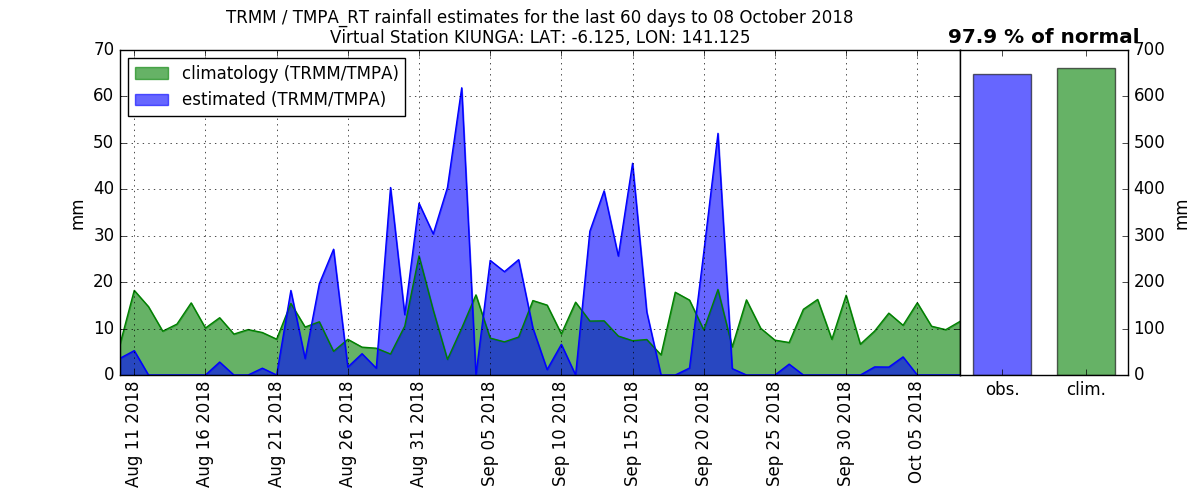 TRMM / TMPA_RT rainfall estimates for the last 60 days to 08 October 2018
Virtual Station KIUNGA: LAT: -6.125, LON: 141.125
97.9 % of normal
climatology (TRMM/TMPA)
estimated (TRMM/TMPA)
mm
70
60
50
40
30
20
10
0
Aug 11 2018
Aug 16 2018
Aug 21 2018
Aug 26 2018
Aug 31 2018
Sep 05 2018
Sep 10 2018
Sep 15 2018
Sep 20 2018
Sep 25 2018
Sep 30 2018
Oct 05 2018
obs.
clim.
700
600
500
400
300
200
100
0
mm